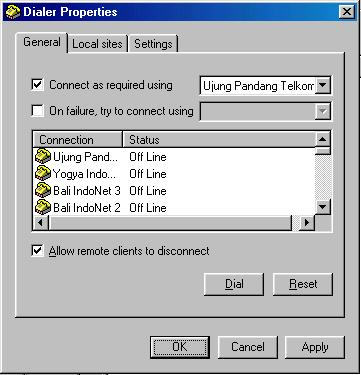 Dialer Properties
General Local sites Settings
Connect as required using Ujung Pandang Telkom
On failure, try to connect using
Connection Status
Ujung Pand... Off Line
Yogya Indo... Off Line
Bali IndoNet 3 Off Line
Bali IndoNet 2 Off Line
Allow remote clients to disconnect
Dial Reset
OK Cancel Apply